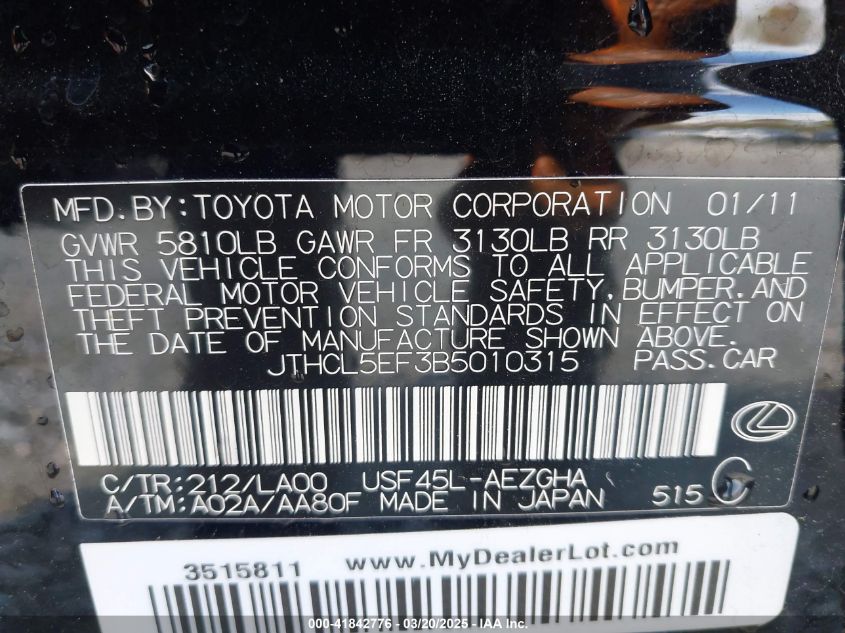 MFD.BY:TOYOTA MOTOR CORPORATION 01/11
GVWR 5810LB GAWR FR 3130LB RR 3130LB
THIS VEHICLE CONFORMS TO ALL APPLICABLE
FEDERAL MOTOR VEHICLE SAFETY,BUMPER,AND
THEFT PREVENTION STANDARDS IN EFFECT ON
THE DATE OF MANUFACTURE SHOWN ABOVE.
JTHCL5EF3B5010315 PASS.CAR
C/TR:212/LA00 USF45L-AEZGHA
A/TM:A02A/AA80F MADE IN JAPAN 515 C
3515811 www.MyDealerLot.com
000-41842776 - 03/20/2025 - IAA Inc.